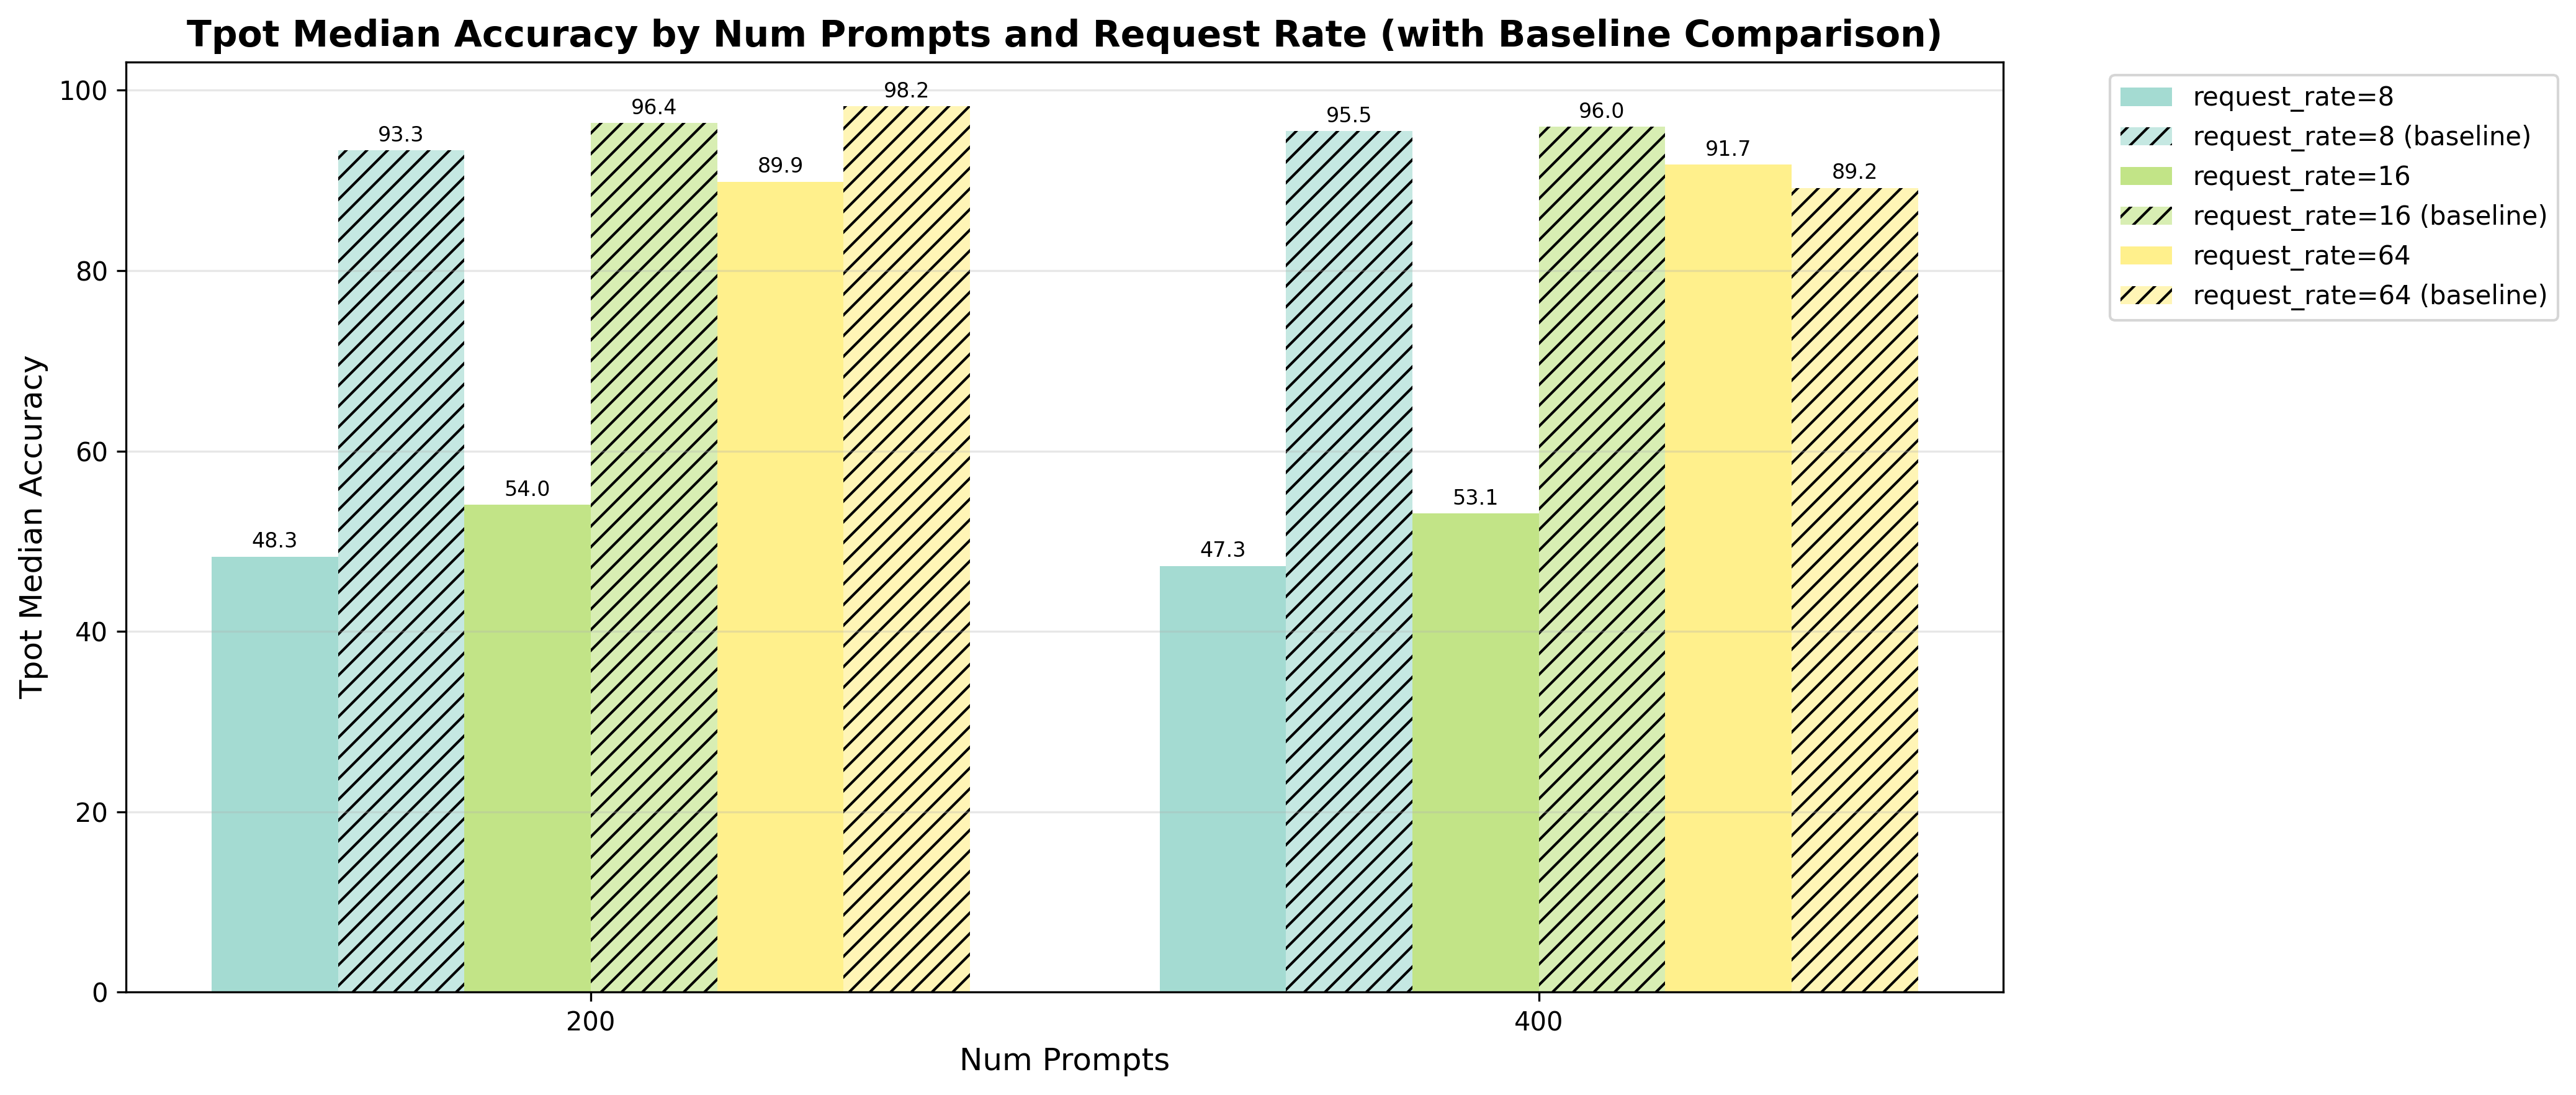 Tpot Median Accuracy by Num Prompts and Request Rate (with Baseline Comparison)
Tpot Median Accuracy
100
80
60
40
20
0
48.3
93.3
54.0
96.4
89.9
98.2
47.3
95.5
53.1
96.0
91.7
89.2
200
400
Num Prompts
request_rate=8
request_rate=8 (baseline)
request_rate=16
request_rate=16 (baseline)
request_rate=64
request_rate=64 (baseline)